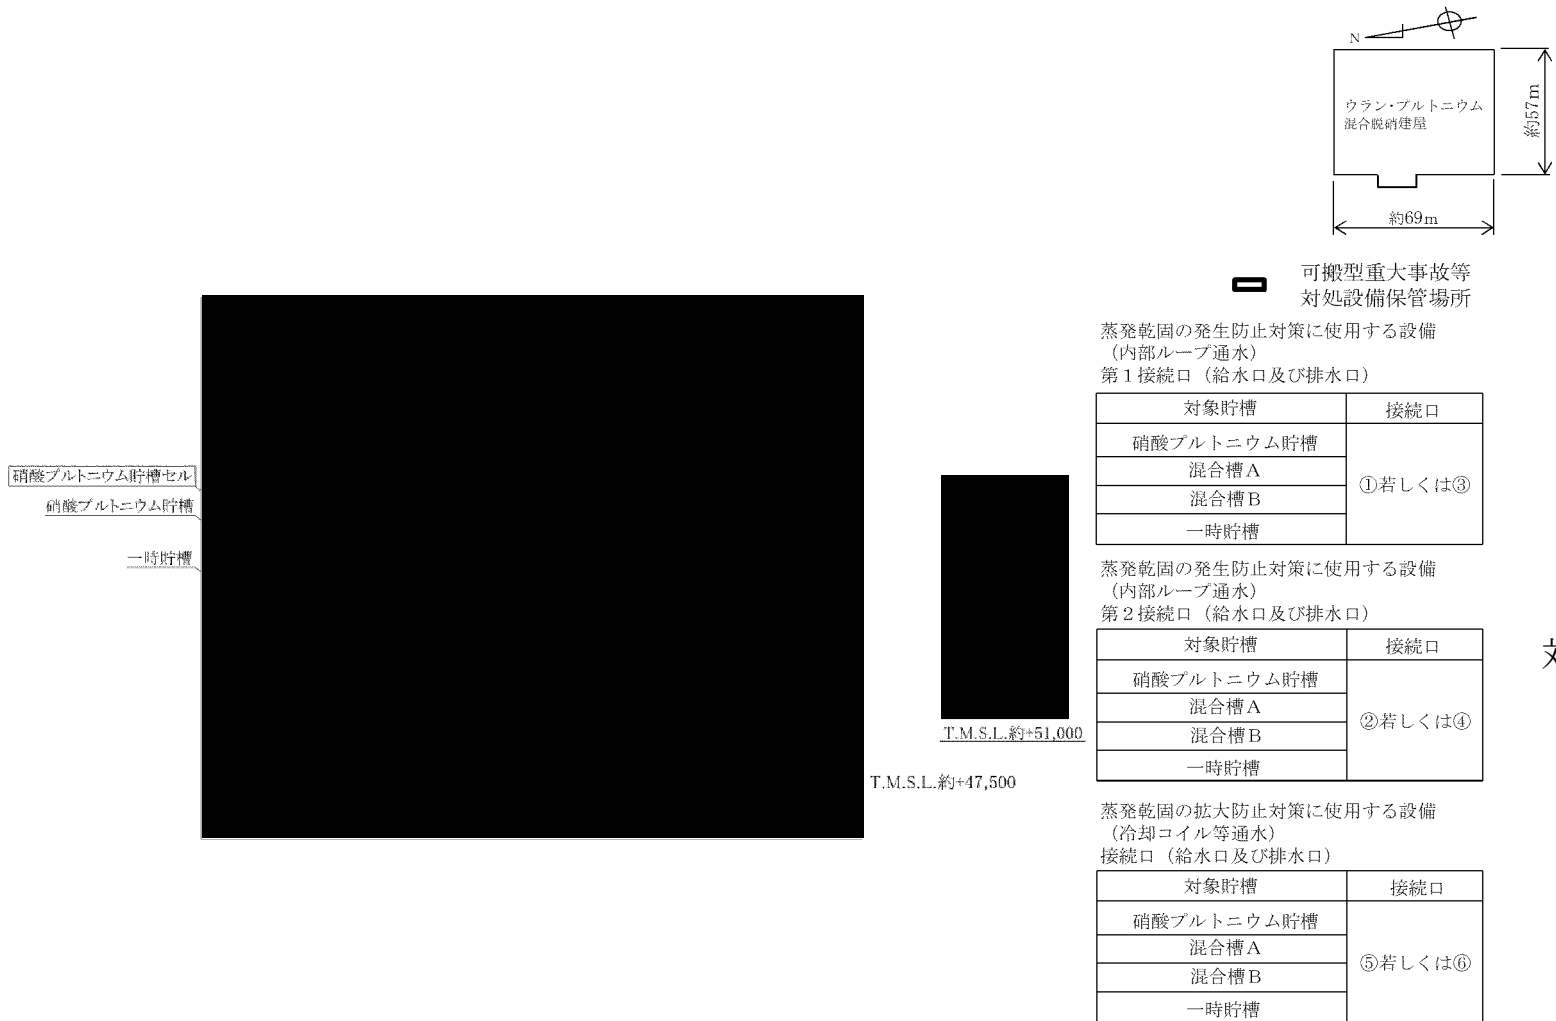 N
ウラン・プルトニウム
混合脱硝建屋
約57m
約69m
可搬型重大事故等
対処設備保管場所
蒸発乾固の発生防止対策に使用する設備
（内部ループ通水）
第１接続口（給水口及び排水口）
対象貯槽 接続口
硝酸プルトニウム貯槽
混合槽A
①若しくは③
混合槽B
一時貯槽
硝酸プルトニウム貯槽セル
硝酸プルトニウム貯槽
一時貯槽
蒸発乾固の発生防止対策に使用する設備
（内部ループ通水）
第２接続口（給水口及び排水口）
対象貯槽 接続口
硝酸プルトニウム貯槽
混合槽A
②若しくは④
混合槽B
一時貯槽
T.M.S.L.約+51,000
T.M.S.L.約+47,500
蒸発乾固の拡大防止対策に使用する設備
（冷却コイル等通水）
接続口（給水口及び排水口）
対象貯槽 接続口
硝酸プルトニウム貯槽
混合槽A
⑤若しくは⑥
混合槽B
一時貯槽